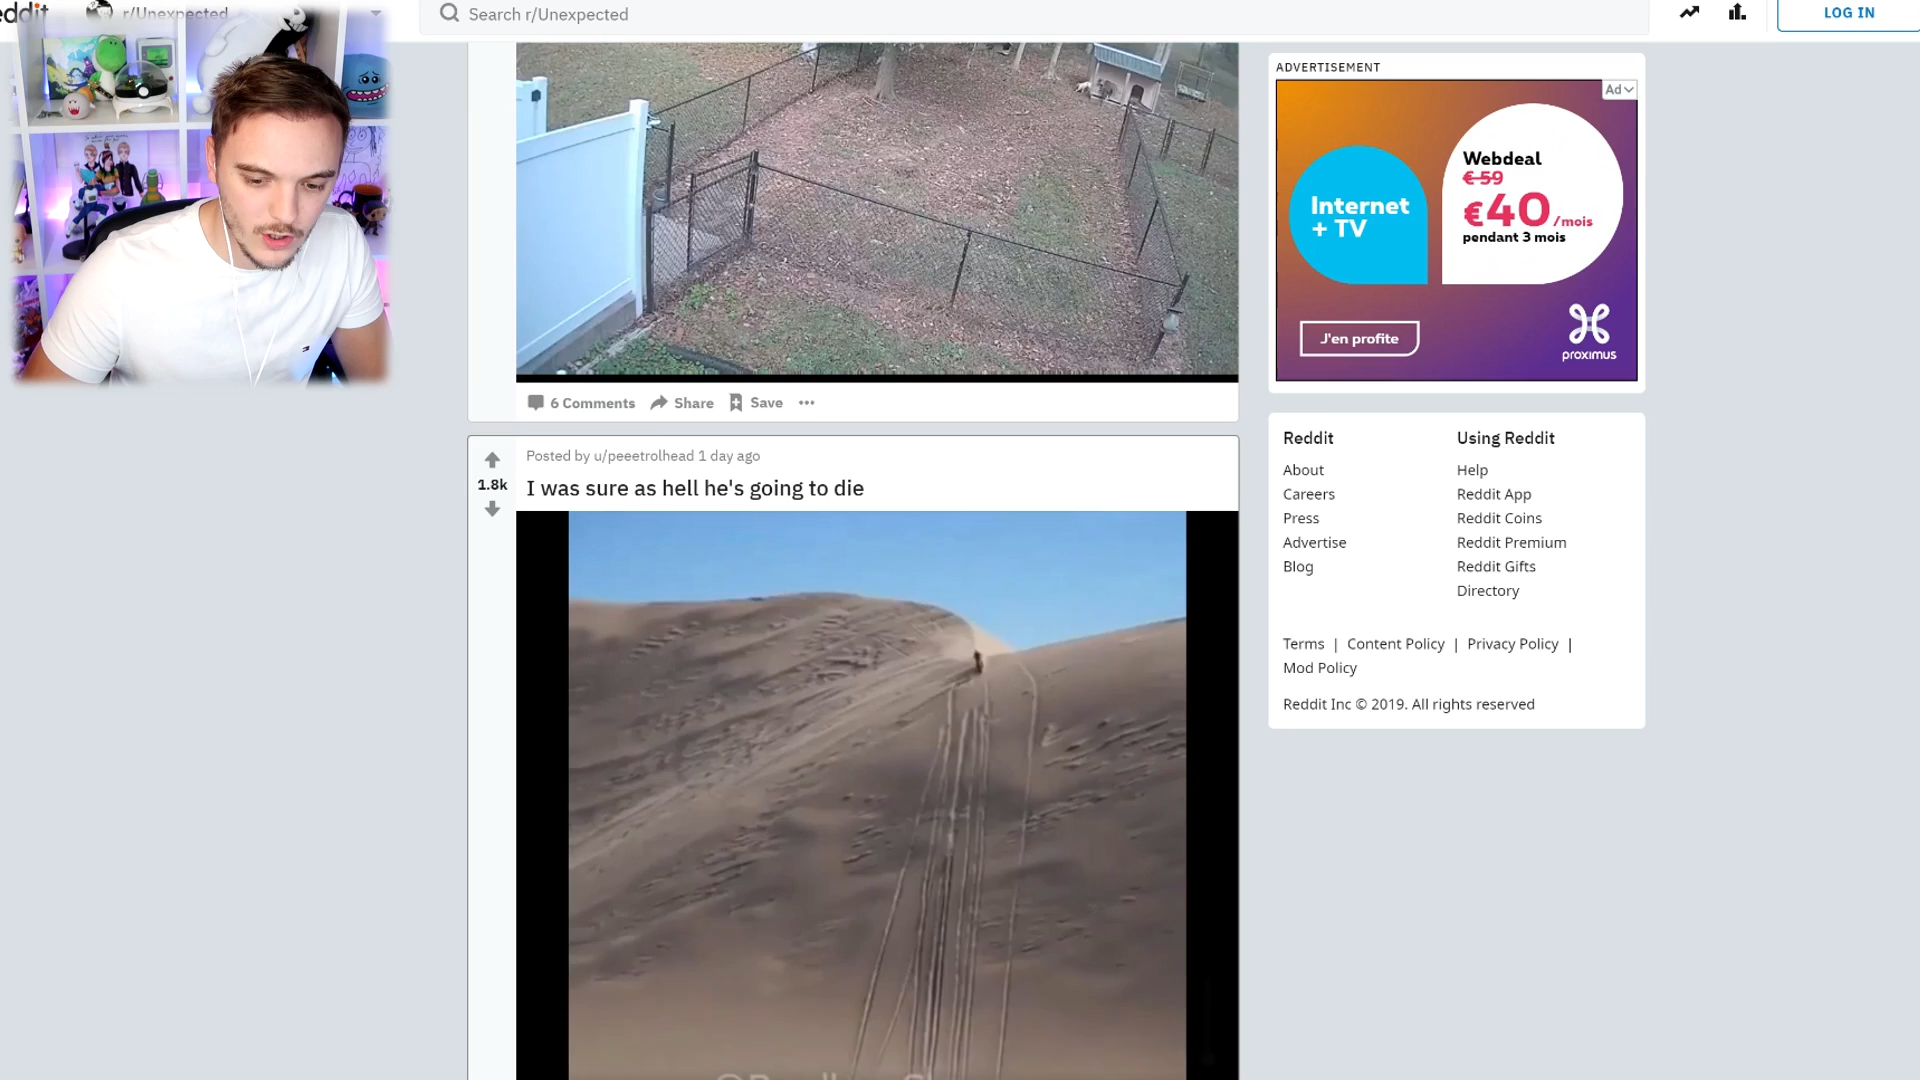 r/Unexpected
Search r/Unexpected
LOG IN
ADVERTISEMENT
Ad
Internet
+ TV
Webdeal
€ 59
€40 /mois
pendant 3 mois
J'en profite
proximus
6 Comments
Share
Save
Posted by u/peeetrolhead 1 day ago
1.8k
I was sure as hell he's going to die
Reddit
Using Reddit
About
Help
Careers
Reddit App
Press
Reddit Coins
Advertise
Reddit Premium
Blog
Reddit Gifts
Directory
Terms | Content Policy | Privacy Policy |
Mod Policy
Reddit Inc © 2019. All rights reserved